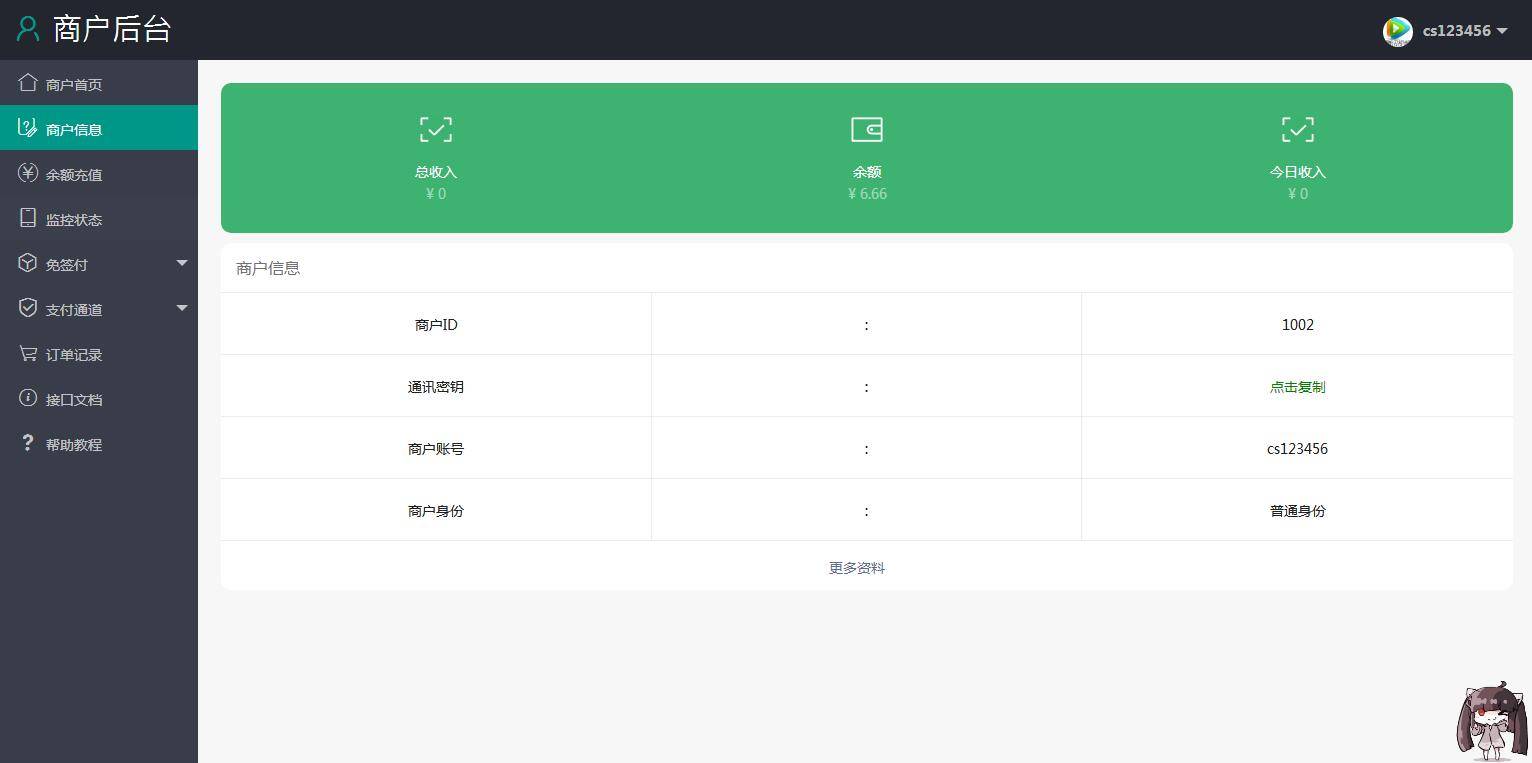 商户后台
cs123456
商户首页
商户信息
余额充值
监控状态
免签付
支付通道
订单记录
接口文档
帮助教程
总收入
¥ 0
余额
¥ 6.66
今日收入
¥ 0
商户信息
商户ID : 1002
通讯密钥 : 点击复制
商户账号 : cs123456
商户身份 : 普通身份
更多资料